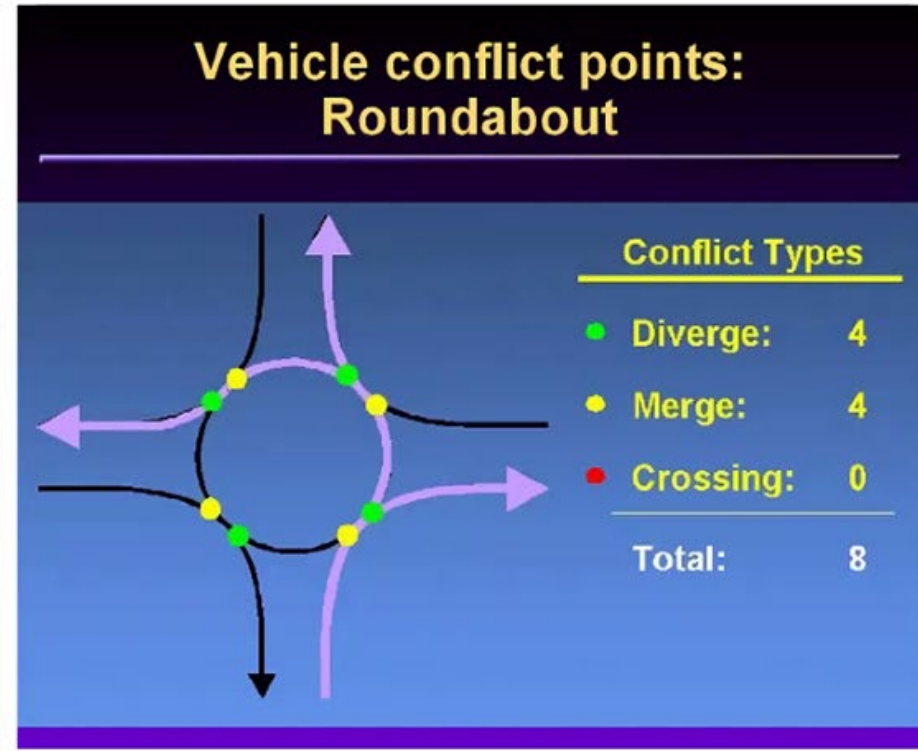 Vehicle conflict points:
Roundabout
Conflict Types
Diverge: 4
Merge: 4
Crossing: 0
Total: 8